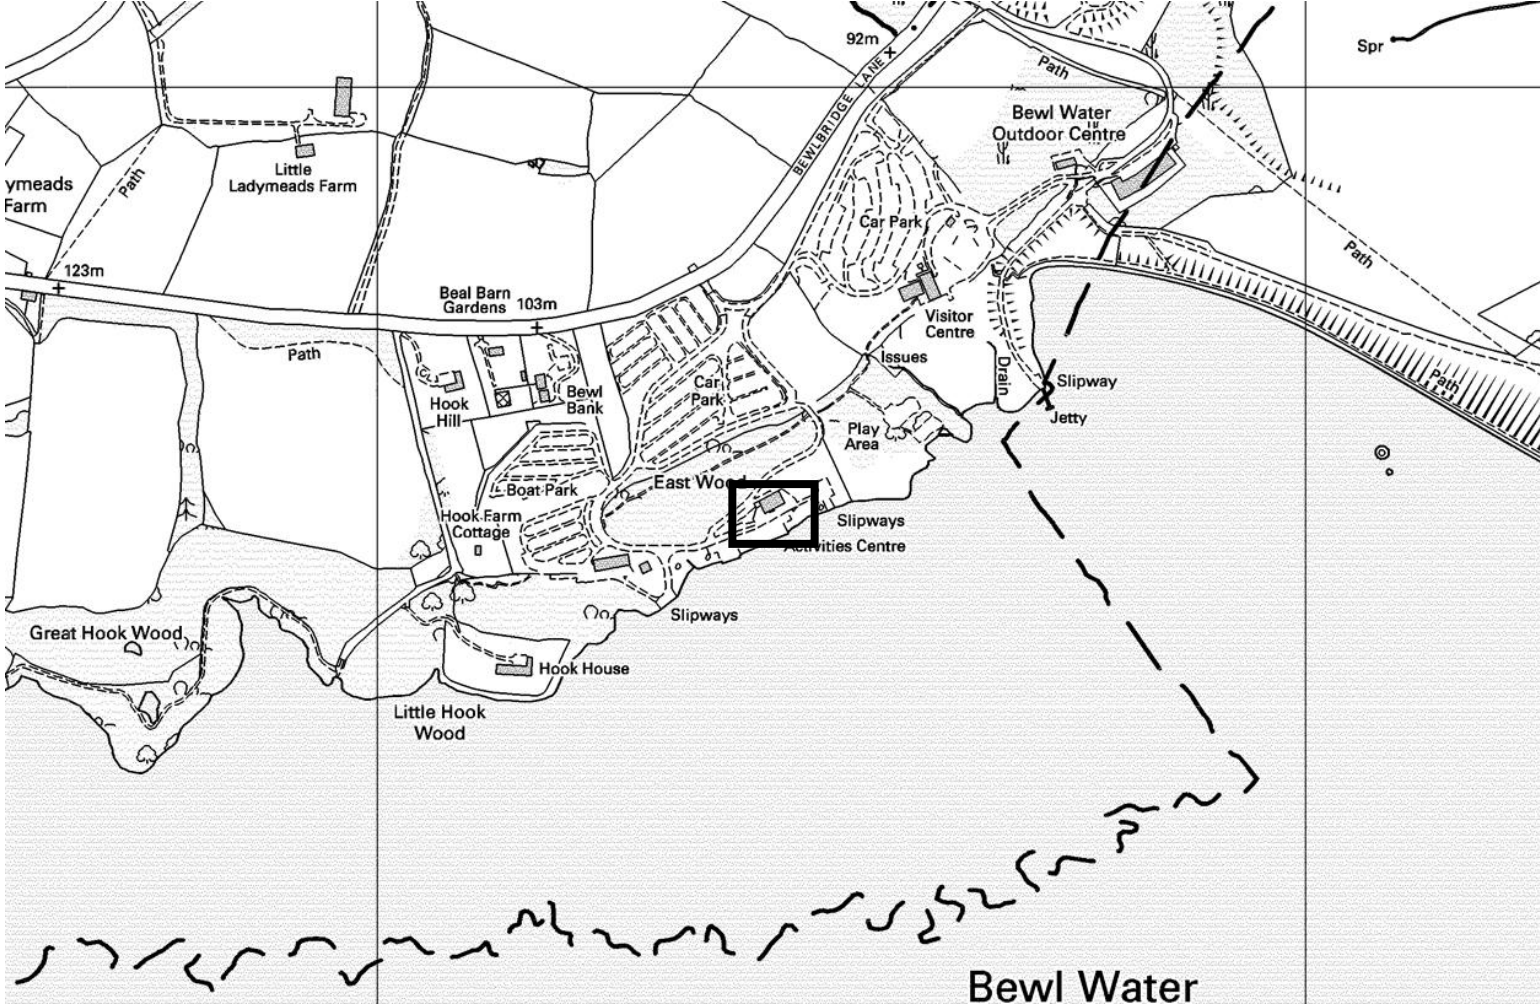 92m
Spr
Path
Bewl Water
Outdoor Centre
BEWLBRIDGE LANE
Little
Ladymeads Farm
ymeads
Farm
Path
Car Park
Path
123m
Beal Barn
Gardens 103m
Visitor
Centre
Path
Issues
Drain
Slipway
Path
Car
Park
Bewl
Bank
Hook
Hill
Jetty
Play
Area
East Wood
Boat Park
Hook Farm
Cottage
Slipways
Activities Centre
Slipways
Great Hook Wood
Hook House
Little Hook
Wood
Bewl Water